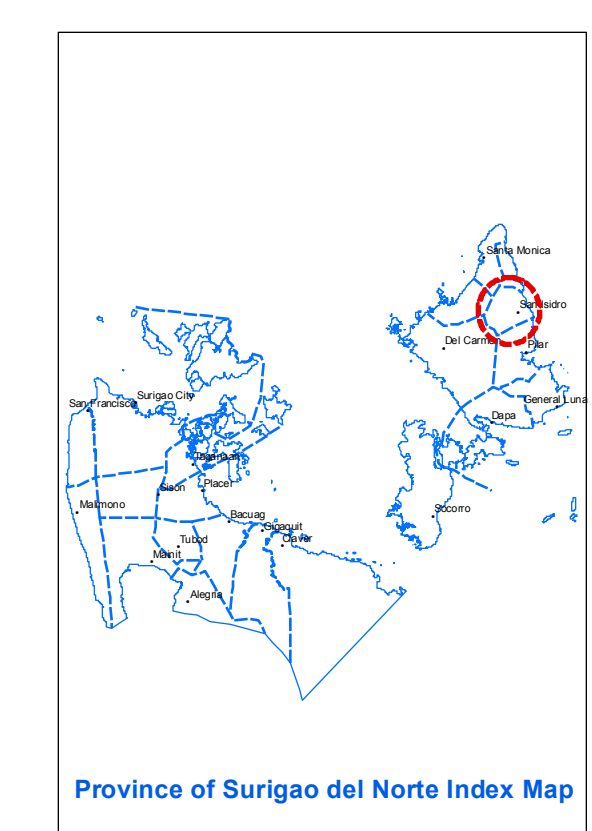 Santa Monica
San Isidro
Del Carmen
Pilar
General Luna
Dapa
Surigao City
San Francisco
Sison
Placer
Malimono
Socorro
Bacuag
Gigaquit
Claver
Tubod
Mainit
Alegria
Province of Surigao del Norte Index Map